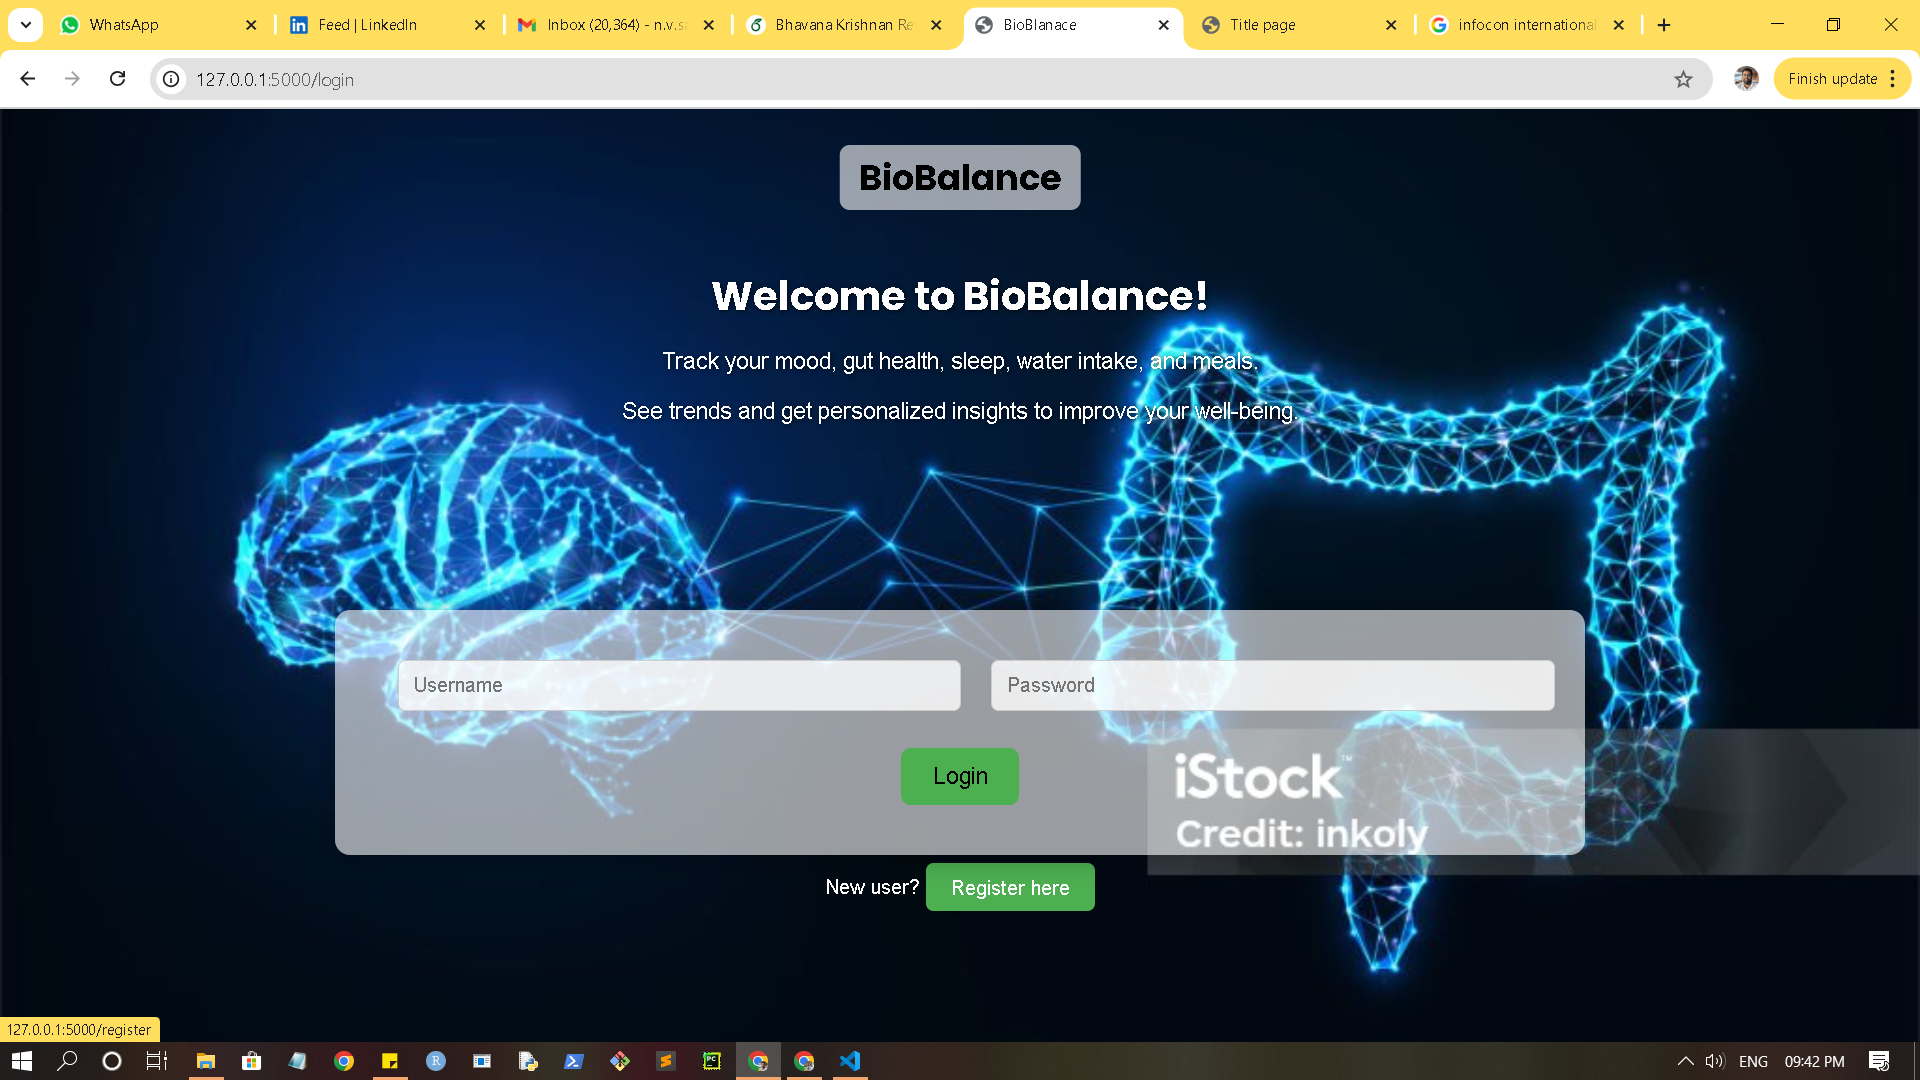 WhatsApp
Feed | LinkedIn
Inbox (20,364) - n.v.s
Bhavana Krishnan Re
BioBlanace
Title page
infocon international
127.0.0.1:5000/login
Finish update
BioBalance
Welcome to BioBalance!
Track your mood, gut health, sleep, water intake, and meals.
See trends and get personalized insights to improve your well-being.
Username
Password
Login
iStock™
Credit: inkoly
New user? Register here
127.0.0.1:5000/register
ENG
09:42 PM